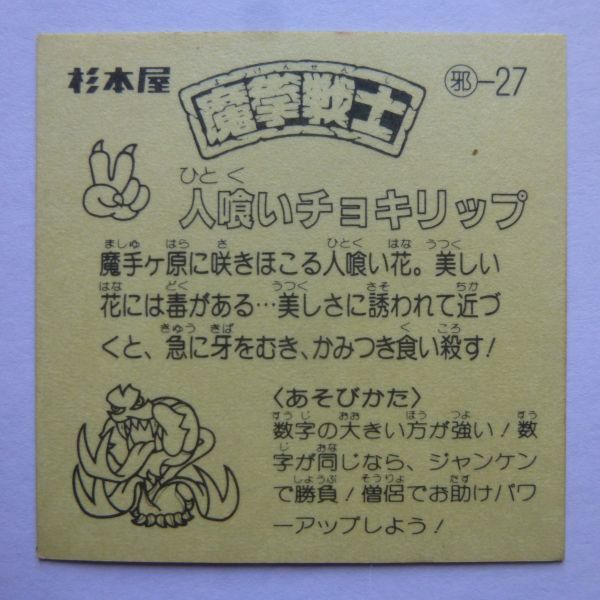 杉本屋
まけんせんし
魔拳戦士
邪-27
ひとく
人喰いチョキリップ
ましゅ はら さ ひとく はな うつく
魔手ヶ原に咲きほこる人喰い花。美しい
はな どく うつく さそ ちか
花には毒がある…美しさに誘われて近づ
きゅう きば く ころ
くと、急に牙をむき、かみつき食い殺す!
〈あそびかた〉
すうじ おお ほう つよ すう
数字の大きい方が強い!数
じ おな
字が同じなら、ジャンケン
しょうぶ そうりょ たす
で勝負!僧侶でお助けパワ
ーアップしよう!